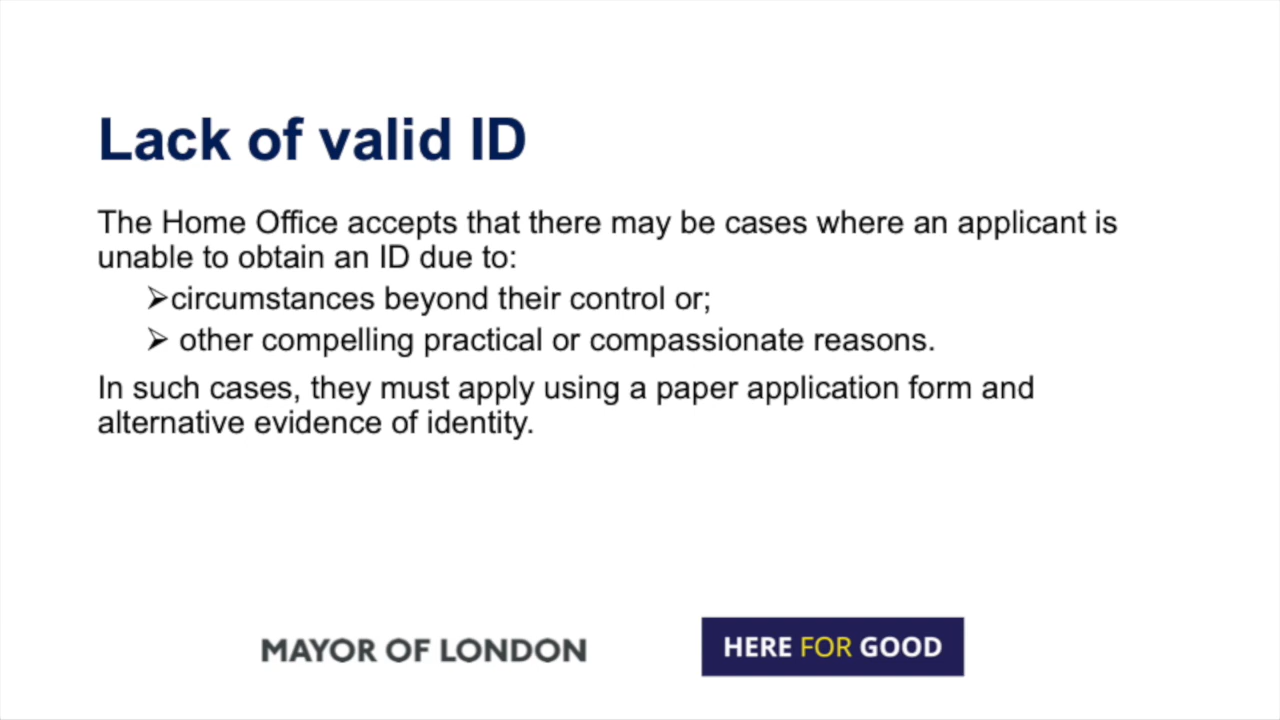 Lack of valid ID
The Home Office accepts that there may be cases where an applicant is
unable to obtain an ID due to:
➢circumstances beyond their control or;
➢ other compelling practical or compassionate reasons.
In such cases, they must apply using a paper application form and
alternative evidence of identity.
MAYOR OF LONDON
HERE FOR GOOD